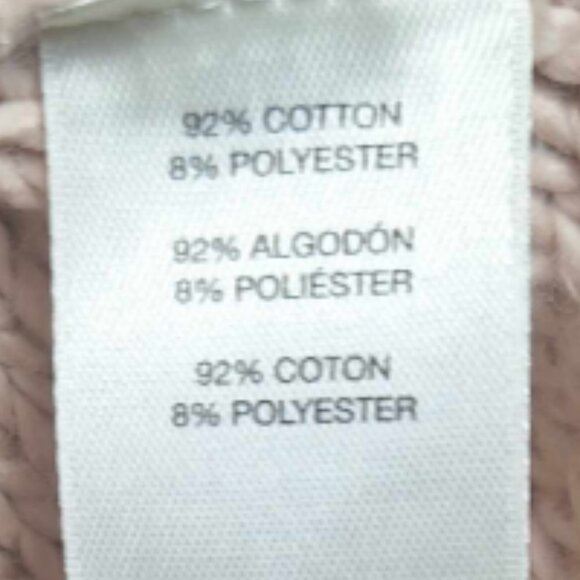 92% COTTON
8% POLYESTER
92% ALGODÓN
8% POLIÉSTER
92% COTON
8% POLYESTER